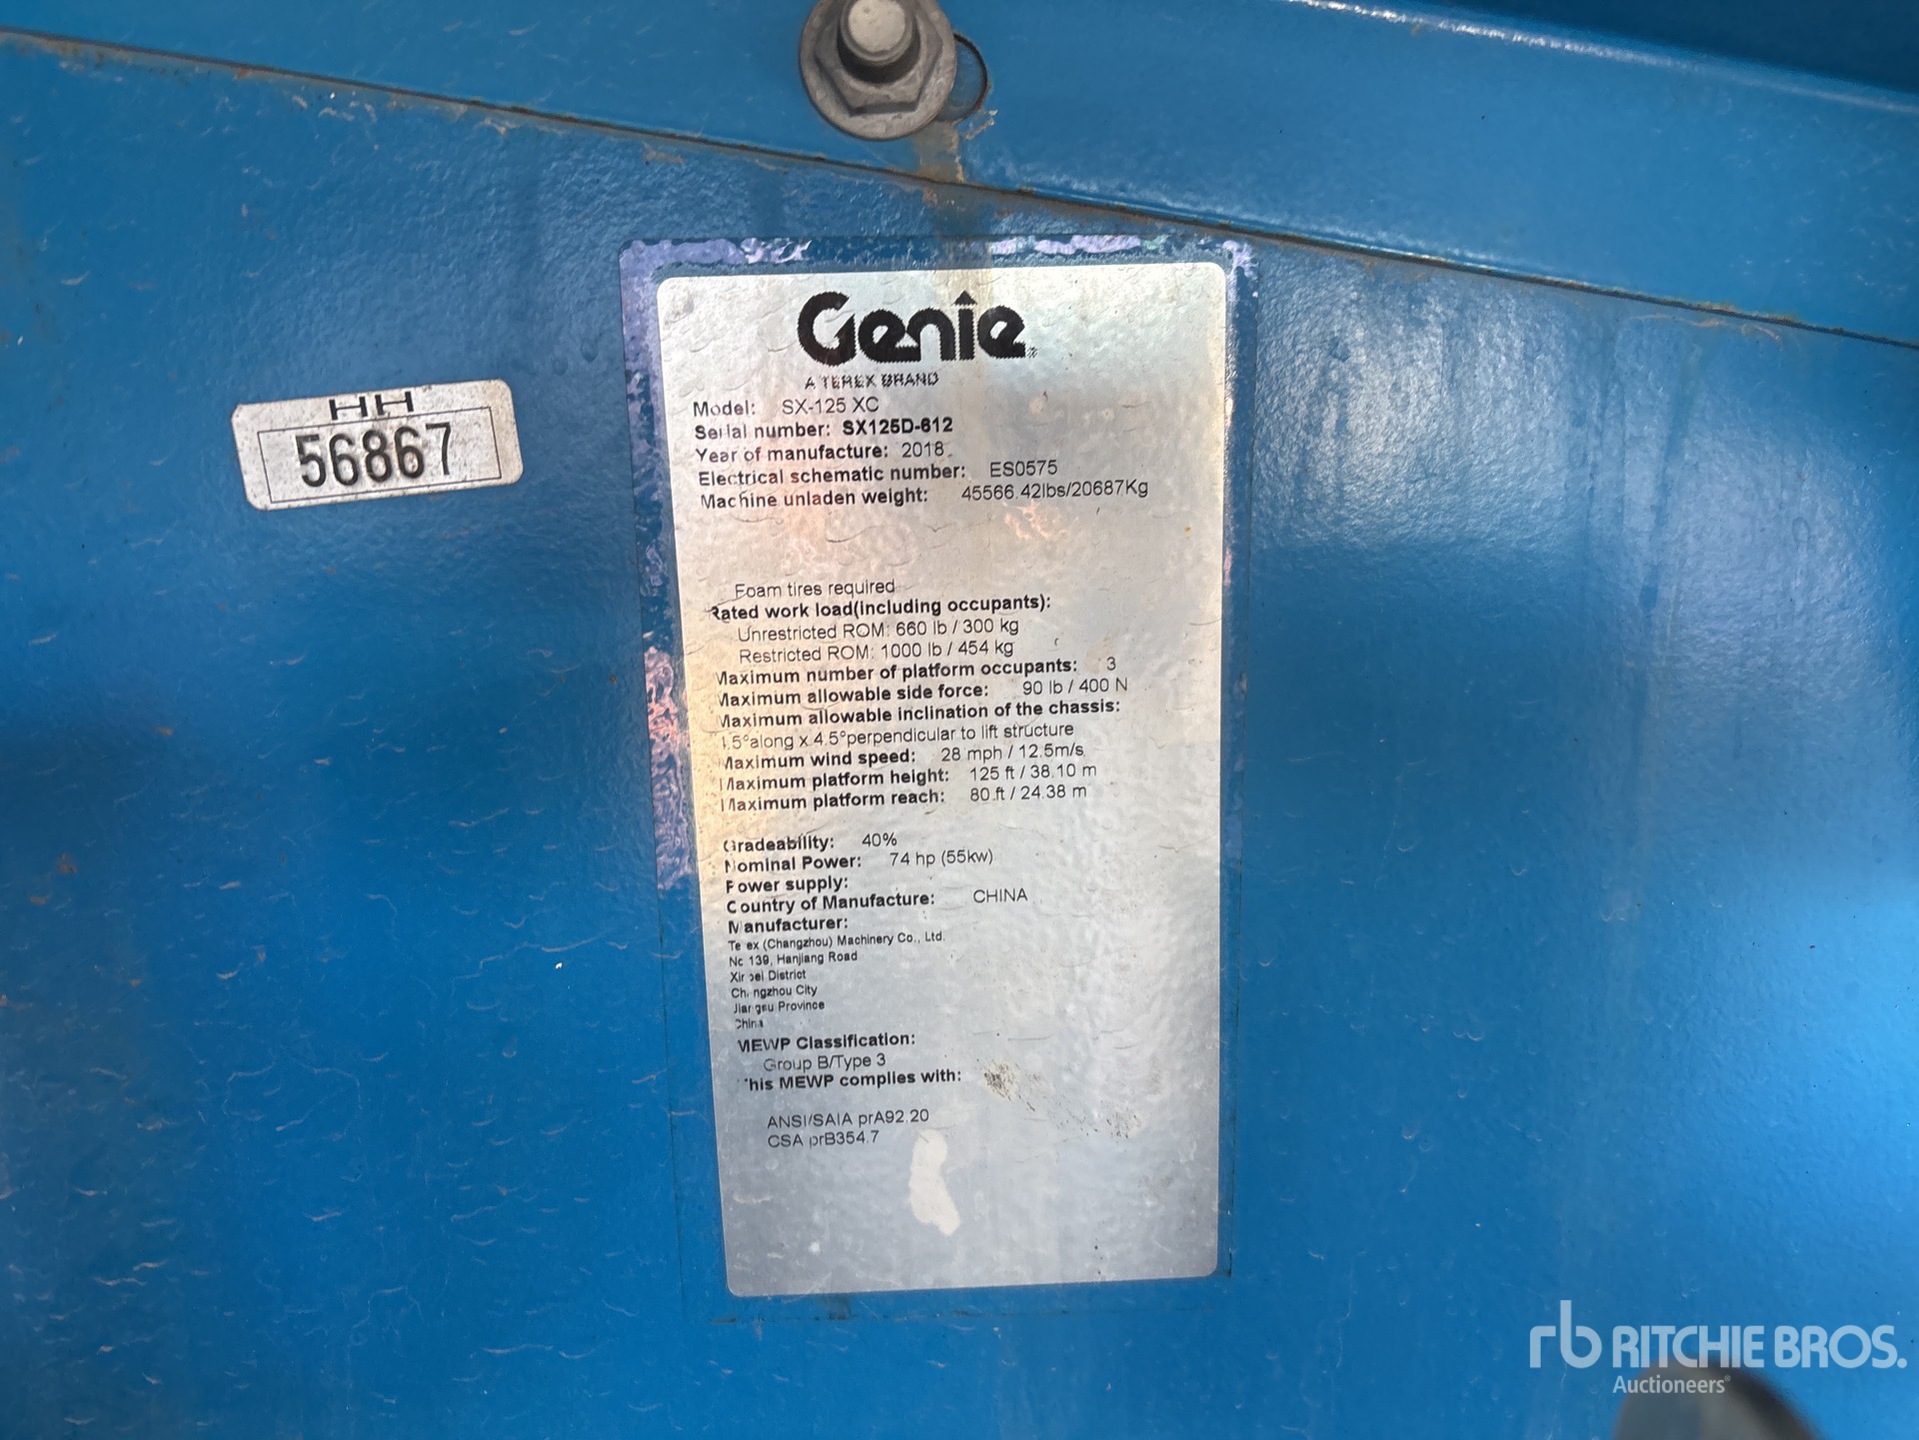 HH
56867
Genie
A TEREX BRAND
Model: SX-125 XC
Serial number: SX125D-612
Year of manufacture: 2018
Electrical schematic number: ES0575
Machine unladen weight: 45566.42lbs/20687Kg
Foam tires required
Rated work load(including occupants):
Unrestricted ROM: 660 lb / 300 kg
Restricted ROM: 1000 lb / 454 kg
Maximum number of platform occupants: 3
Maximum allowable side force: 90 lb / 400 N
Maximum allowable inclination of the chassis:
4.5°along x 4.5°perpendicular to lift structure
Maximum wind speed: 28 mph / 12.5m/s
Maximum platform height: 125 ft / 38.10 m
Maximum platform reach: 80 ft / 24.38 m
Gradeability: 40%
Nominal Power: 74 hp (55kw)
Power supply:
Country of Manufacture: CHINA
Manufacturer:
Terex (Changzhou) Machinery Co., Ltd.
No 139, Hanjiang Road
Xinbei District
Changzhou City
Jiangsu Province
China
MEWP Classification:
Group B/Type 3
This MEWP complies with:
ANSI/SAIA prA92.20
CSA prB354.7
rb RITCHIE BROS.
Auctioneers